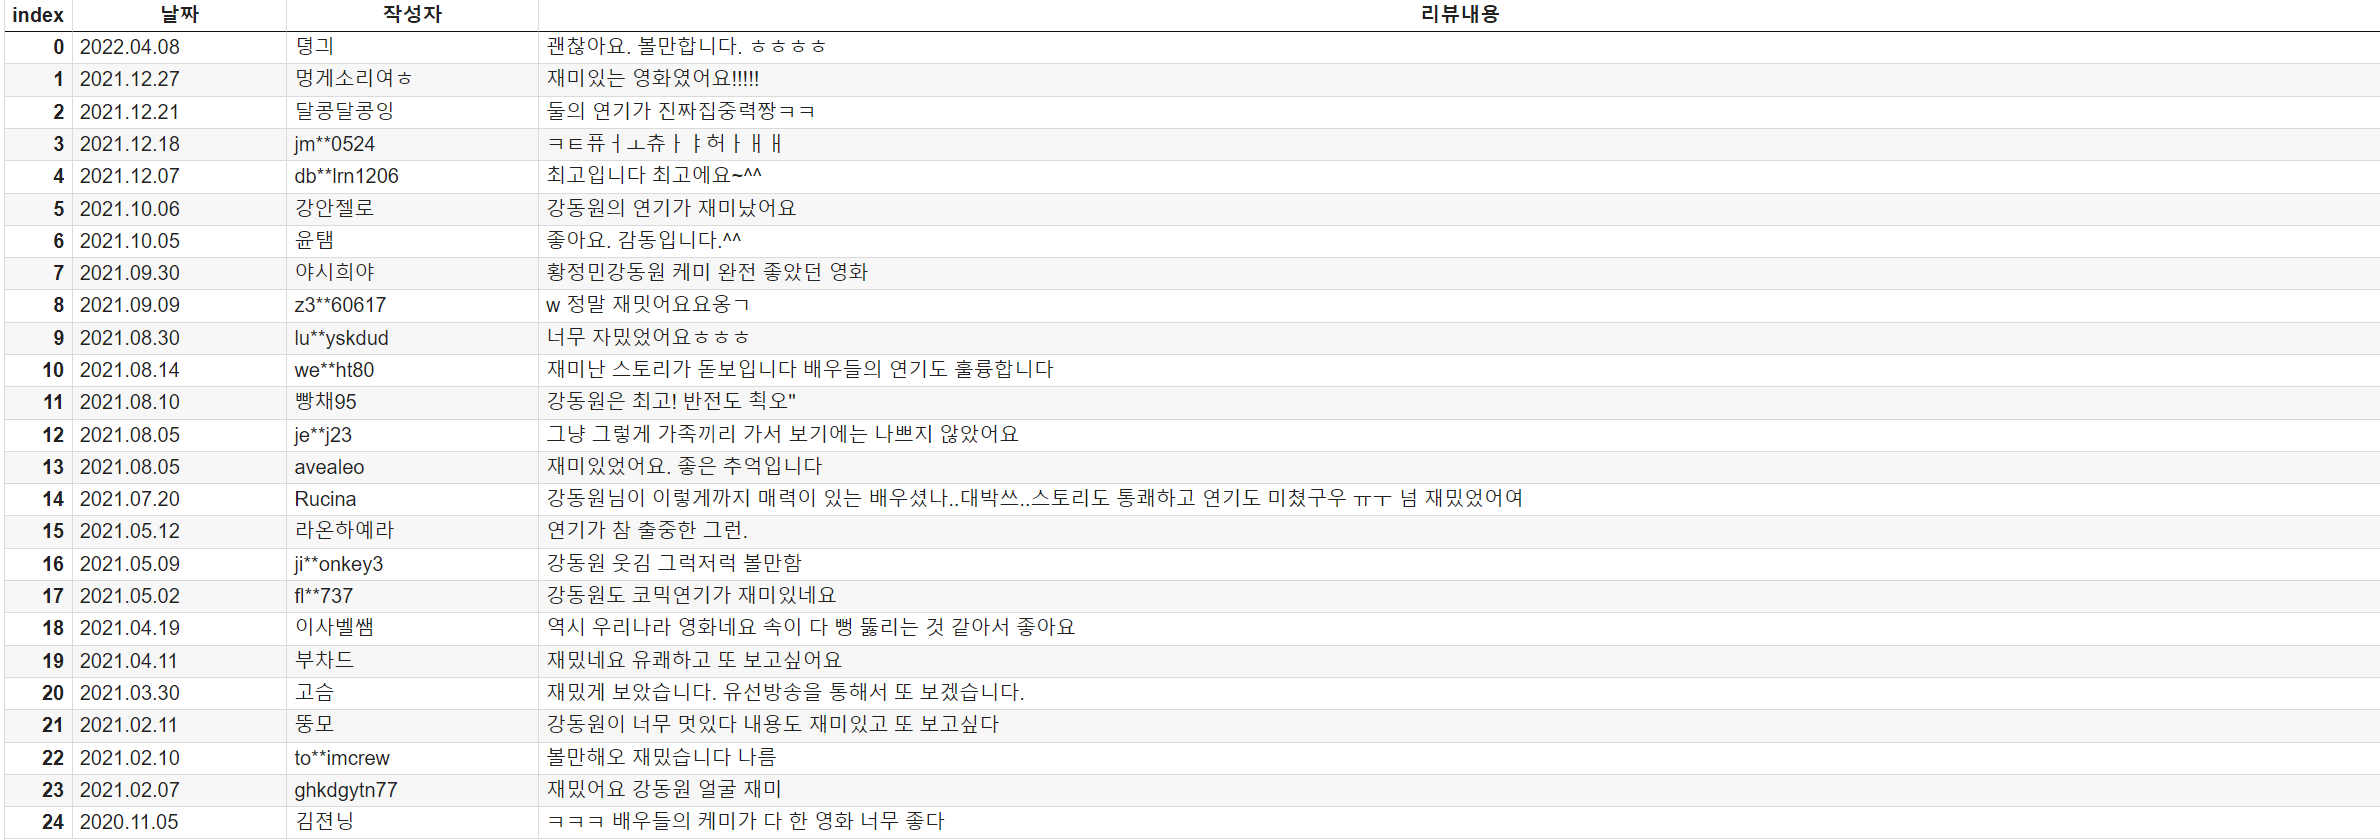 index 날짜 작성자 리뷰내용
0 2022.04.08 뎡긔 괜찮아요. 볼만합니다. ㅎㅎㅎㅎ
1 2021.12.27 멍게소리여ㅎ 재미있는 영화였어요!!!!!
2 2021.12.21 달콩달콩잉 둘의 연기가 진짜집중력짱ㅋㅋ
3 2021.12.18 jm**0524 ㅋㅌ퓨ㅓㅗ츄ㅏㅑ허ㅏㅐㅐ
4 2021.12.07 db**lrn1206 최고입니다 최고에요~^^
5 2021.10.06 강안젤로 강동원의 연기가 재미났어요
6 2021.10.05 윤탬 좋아요. 감동입니다.^^
7 2021.09.30 야시희야 황정민강동원 케미 완전 좋았던 영화
8 2021.09.09 z3**60617 w 정말 재밋어요요옹ㄱ
9 2021.08.30 lu**yskdud 너무 자밌었어요ㅎㅎㅎ
10 2021.08.14 we**ht80 재미난 스토리가 돋보입니다 배우들의 연기도 훌륭합니다
11 2021.08.10 빵채95 강동원은 최고! 반전도 쵝오"
12 2021.08.05 je**j23 그냥 그렇게 가족끼리 가서 보기에는 나쁘지 않았어요
13 2021.08.05 avealeo 재미있었어요. 좋은 추억입니다
14 2021.07.20 Rucina 강동원님이 이렇게까지 매력이 있는 배우셨나..대박쓰..스토리도 통쾌하고 연기도 미쳤구우 ㅠㅜ 넘 재밌었어여
15 2021.05.12 라온하예라 연기가 참 출중한 그런.
16 2021.05.09 ji**onkey3 강동원 웃김 그럭저럭 볼만함
17 2021.05.02 fl**737 강동원도 코믹연기가 재미있네요
18 2021.04.19 이사벨쌤 역시 우리나라 영화네요 속이 다 뻥 뚫리는 것 같아서 좋아요
19 2021.04.11 부차드 재밌네요 유쾌하고 또 보고싶어요
20 2021.03.30 고슴 재밌게 보았습니다. 유선방송을 통해서 또 보겠습니다.
21 2021.02.11 뚱모 강동원이 너무 멋있다 내용도 재미있고 또 보고싶다
22 2021.02.10 to**imcrew 볼만해오 재밌습니다 나름
23 2021.02.07 ghkdgytn77 재밌어요 강동원 얼굴 재미
24 2020.11.05 김젼닝 ㅋㅋㅋ 배우들의 케미가 다 한 영화 너무 좋다